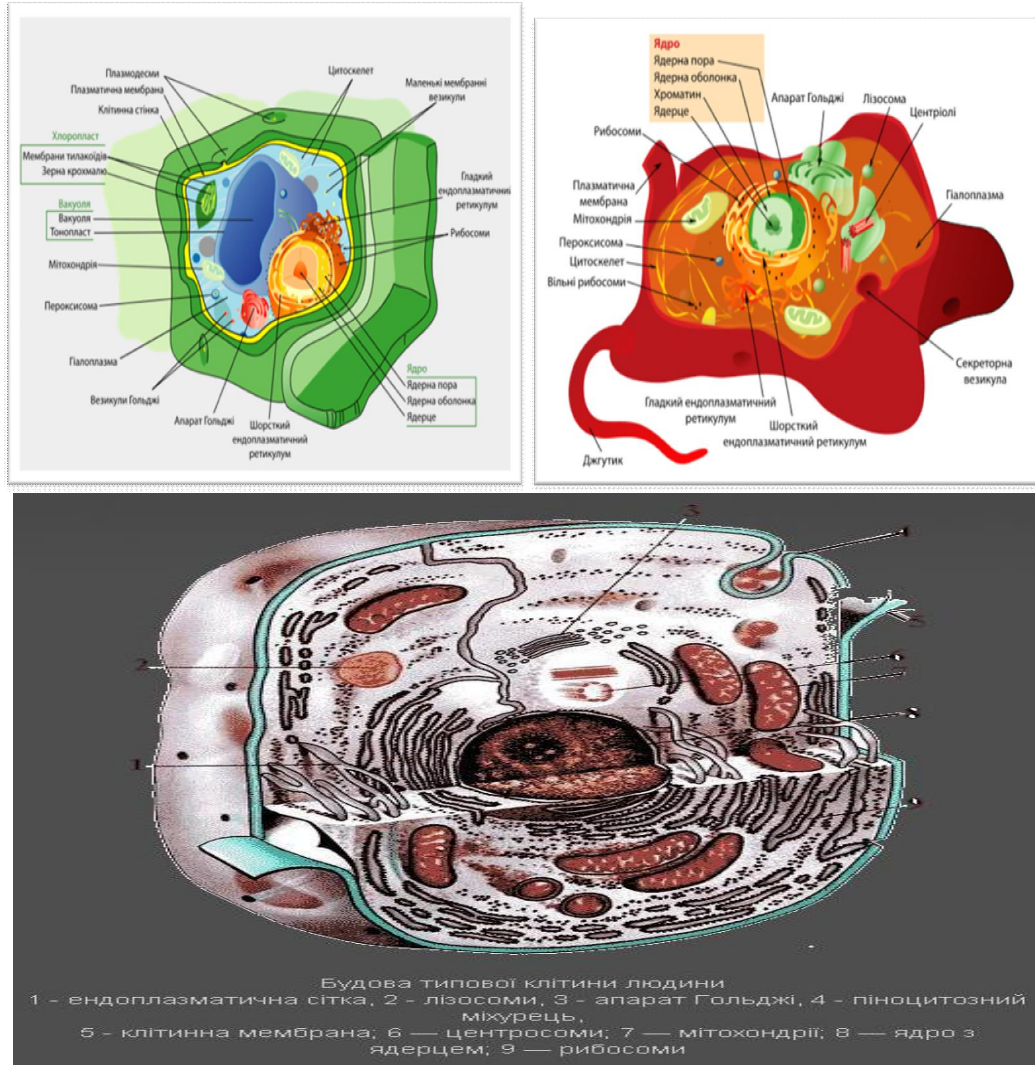 Плазмодесми
Плазматична мембрана
Клітинна стінка
Хлоропласт
Мембрани тилакоїдів
Зерна крохмалю
Вакуоля
Вакуоля
Тонопласт
Мітохондрія
Пероксисома
Гіалоплазма
Везикули Гольджі
Апарат Гольджі
Шорсткий
ендоплазматичний
ретикулум
Цитоскелет
Маленькі мембранні
везикули
Гладкий
ендоплазматичний
ретикулум
Рибосоми
Ядро
Ядерна пора
Ядерна оболонка
Ядерце
Ядро
Ядерна пора
Ядерна оболонка
Хроматин
Ядерце
Рибосоми
Плазматична
мембрана
Мітохондрія
Пероксисома
Цитоскелет
Вільні рибосоми
Апарат Гольджі
Лізосома
Центріолі
Гіалоплазма
Секреторна
везикула
Гладкий ендоплазматичний
ретикулум
Шорсткий
ендоплазматичний ретикулум
Джгутик
3
2
1
5
Будова типової клітини людини
1 - ендоплазматична сітка, 2 - лізосоми, 3 - апарат Гольджі, 4 - піноцитозний
міхурець,
5 - клітинна мембрана; 6 — центросоми; 7 — мітохондрії; 8 — ядро з
ядерцем; 9 — рибосоми